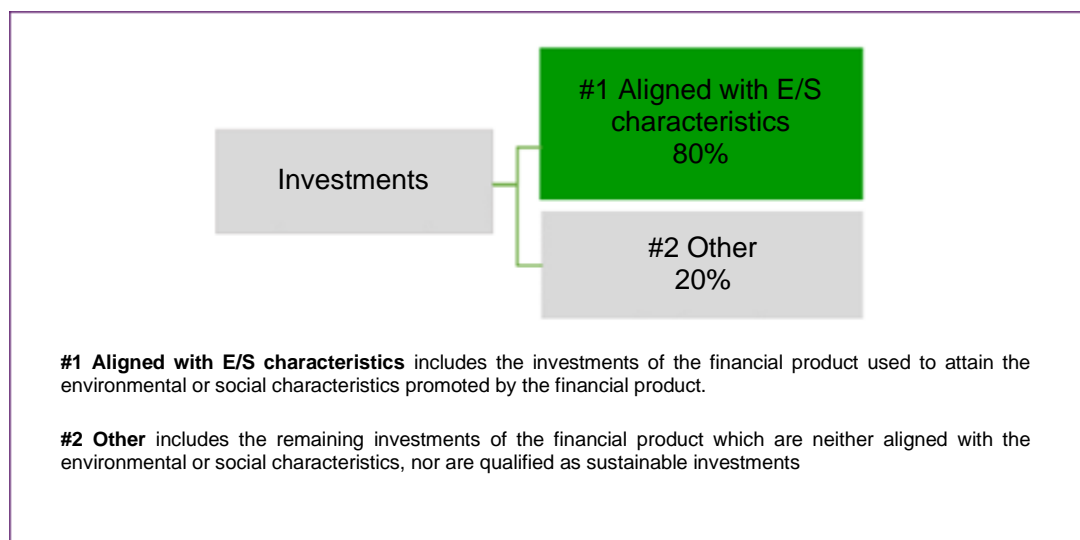 #1 Aligned with E/S
characteristics
80%
Investments
#2 Other
20%
#1 Aligned with E/S characteristics includes the investments of the financial product used to attain the
environmental or social characteristics promoted by the financial product.
#2 Other includes the remaining investments of the financial product which are neither aligned with the
environmental or social characteristics, nor are qualified as sustainable investments